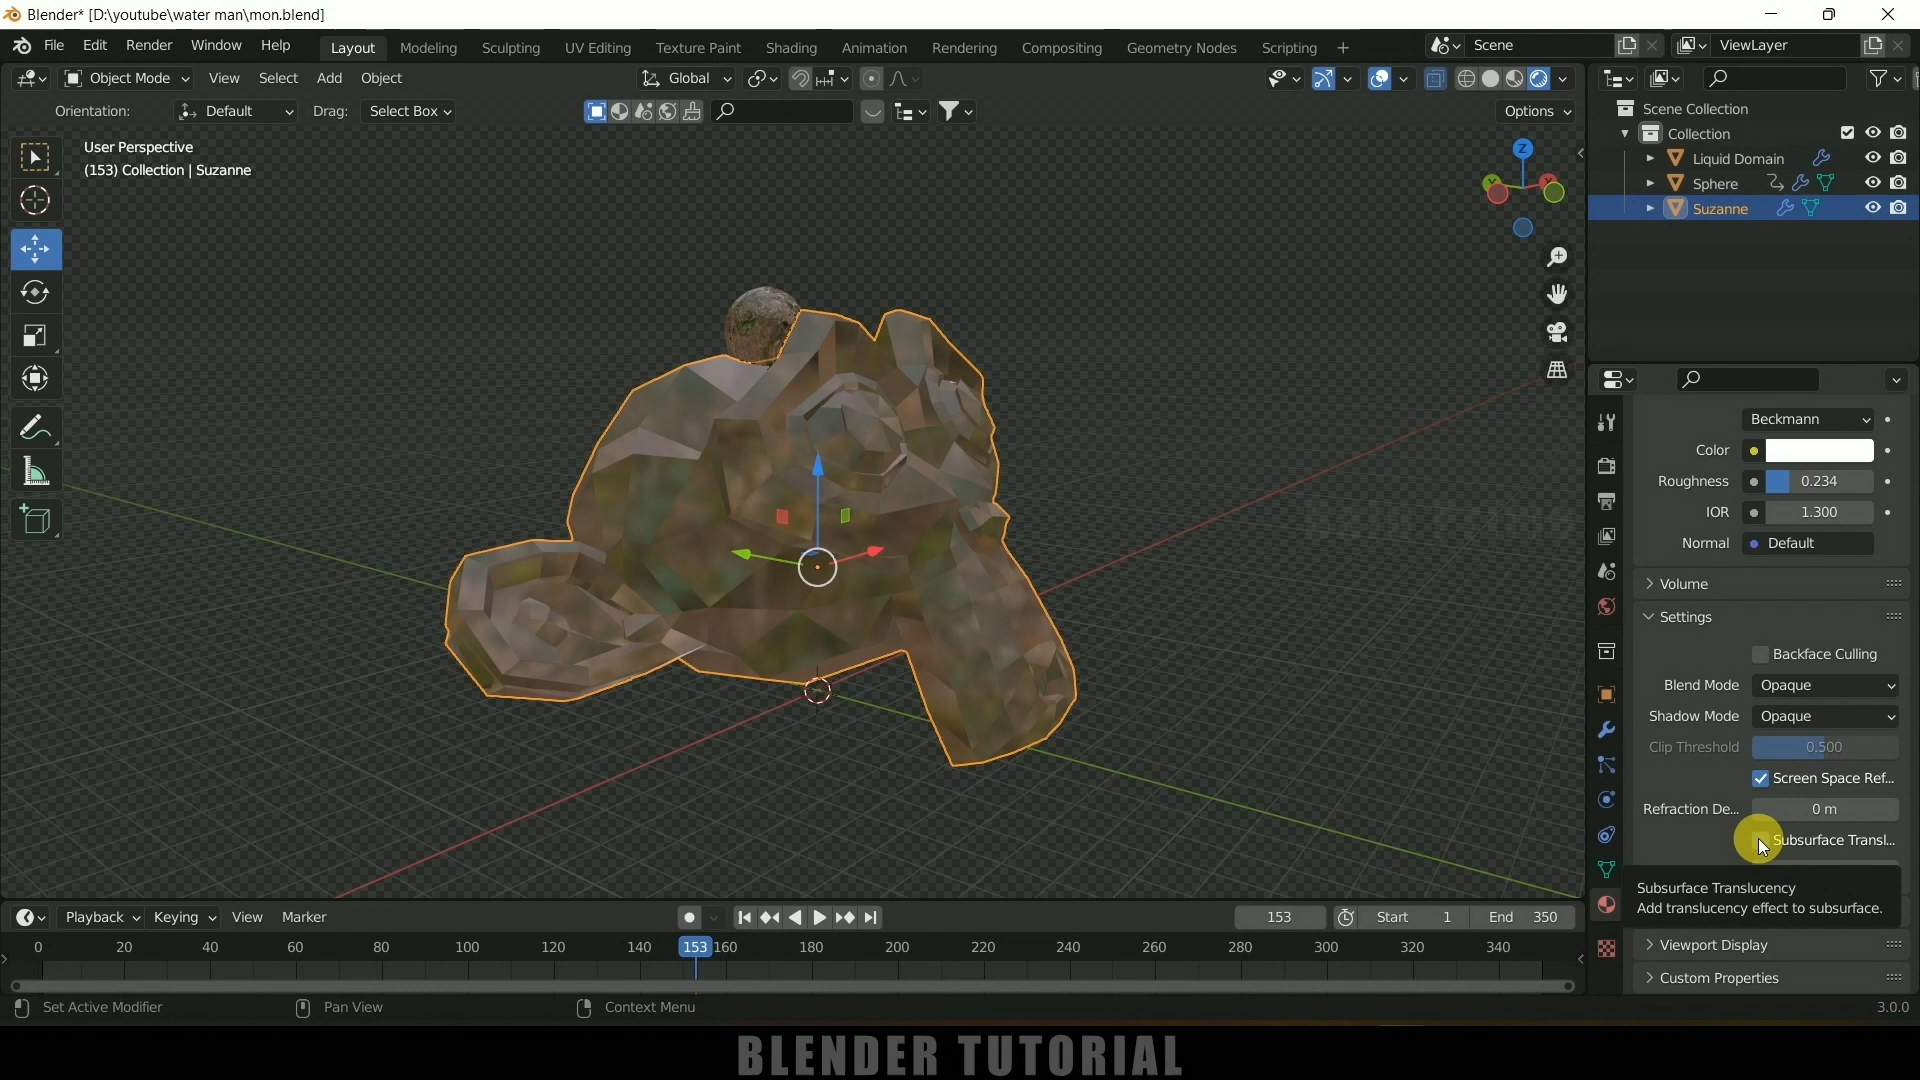 Blender* [D:\youtube\water man\mon.blend]
File Edit Render Window Help
Layout Modeling Sculpting UV Editing Texture Paint Shading Animation Rendering Compositing Geometry Nodes Scripting +
Scene
ViewLayer
Object Mode View Select Add Object
Global
Orientation: Default Drag: Select Box
Options
User Perspective
(153) Collection | Suzanne
Z
Scene Collection
Collection
Liquid Domain
Sphere
Suzanne
Beckmann
Color
Roughness 0.234
IOR 1.300
Normal Default
Volume
Settings
Backface Culling
Blend Mode Opaque
Shadow Mode Opaque
Clip Threshold 0.500
Screen Space Ref...
Refraction De... 0 m
Subsurface Transl...
Subsurface Translucency
Add translucency effect to subsurface.
Viewport Display
Custom Properties
Playback Keying View Marker
153 Start 1 End 350
0 20 40 60 80 100 120 140 153 160 180 200 220 240 260 280 300 320 340
Set Active Modifier Pan View Context Menu
3.0.0
BLENDER TUTORIAL